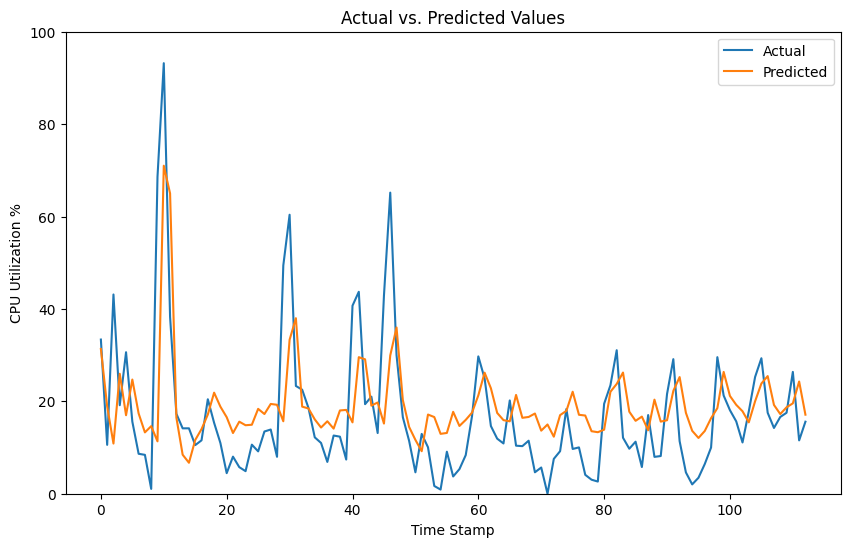 Actual vs. Predicted Values
Actual
Predicted
CPU Utilization %
100
80
60
40
20
0
0 20 40 60 80 100
Time Stamp